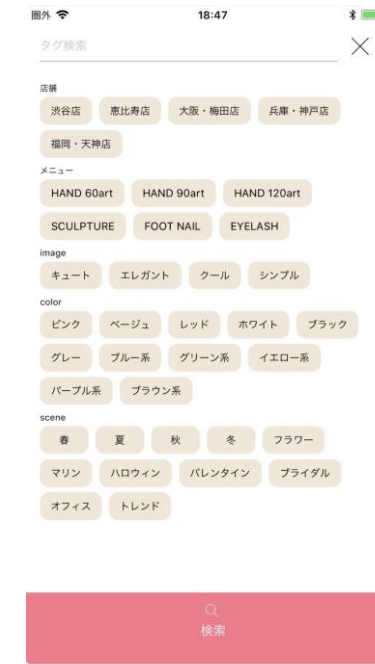 圏外 18:47
タグ検索
店舗
渋谷店 恵比寿店 大阪・梅田店 兵庫・神戸店
福岡・天神店
メニュー
HAND 60art HAND 90art HAND 120art
SCULPTURE FOOT NAIL EYELASH
image
キュート エレガント クール シンプル
color
ピンク ベージュ レッド ホワイト ブラック
グレー ブルー系 グリーン系 イエロー系
パープル系 ブラウン系
scene
春 夏 秋 冬 フラワー
マリン ハロウィン バレンタイン ブライダル
オフィス トレンド
検索